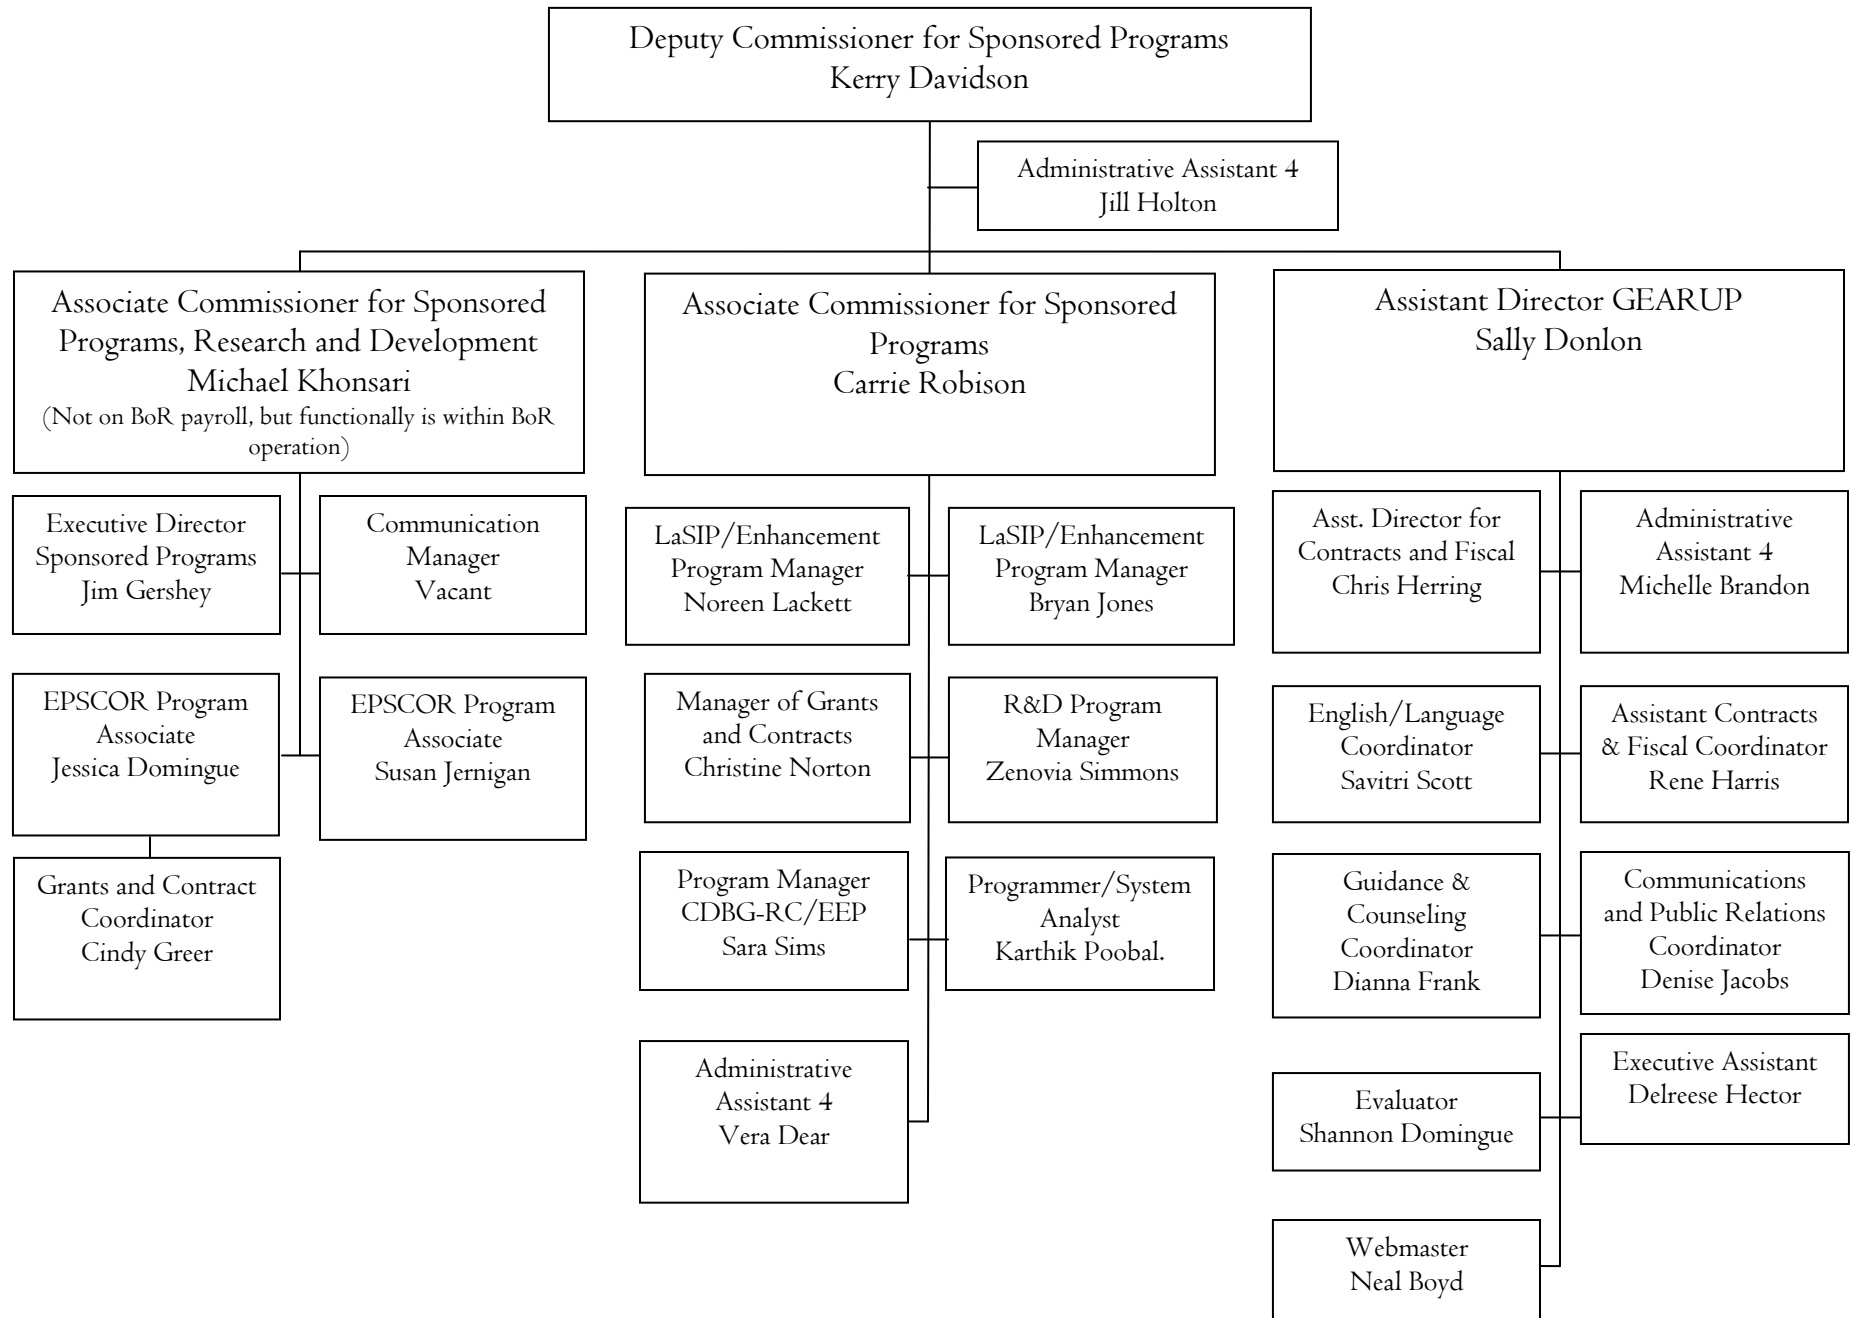 Deputy Commissioner for Sponsored Programs
Kerry Davidson
Administrative Assistant 4
Jill Holton
Associate Commissioner for Sponsored
Programs, Research and Development
Michael Khonsari
(Not on BoR payroll, but functionally is within BoR
operation)
Associate Commissioner for Sponsored
Programs
Carrie Robison
Assistant Director GEARUP
Sally Donlon
Executive Director
Sponsored Programs
Jim Gershey
Communication
Manager
Vacant
EPSCOR Program
Associate
Jessica Domingue
EPSCOR Program
Associate
Susan Jernigan
Grants and Contract
Coordinator
Cindy Greer
LaSIP/Enhancement
Program Manager
Noreen Lackett
LaSIP/Enhancement
Program Manager
Bryan Jones
Manager of Grants
and Contracts
Christine Norton
R&D Program
Manager
Zenovia Simmons
Program Manager
CDBG-RC/EEP
Sara Sims
Programmer/System
Analyst
Karthik Poobal.
Administrative
Assistant 4
Vera Dear
Asst. Director for
Contracts and Fiscal
Chris Herring
Administrative
Assistant 4
Michelle Brandon
English/Language
Coordinator
Savitri Scott
Assistant Contracts
& Fiscal Coordinator
Rene Harris
Guidance &
Counseling
Coordinator
Dianna Frank
Communications
and Public Relations
Coordinator
Denise Jacobs
Evaluator
Shannon Domingue
Executive Assistant
Delreese Hector
Webmaster
Neal Boyd